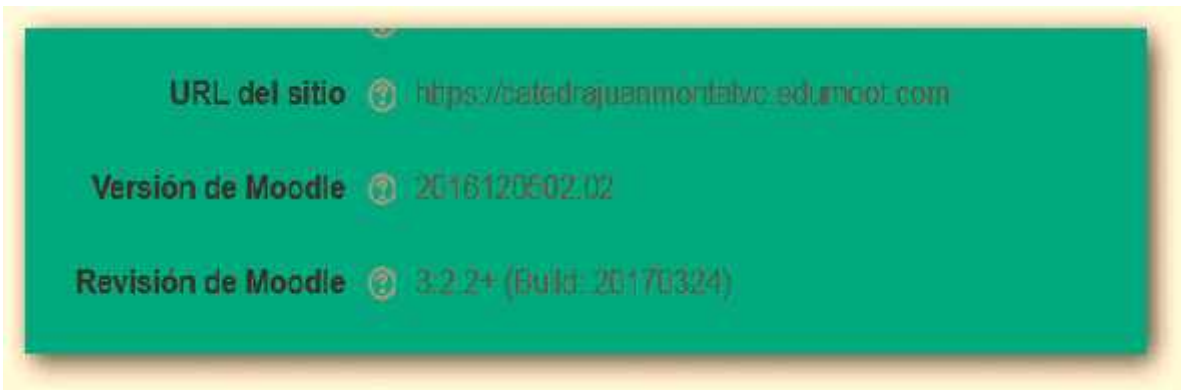 URL del sitio https://catedrajuanmontalvo.edumoot.com
Versión de Moodle 2016120502.02
Revisión de Moodle 3.2.2+ (Build: 20170324)